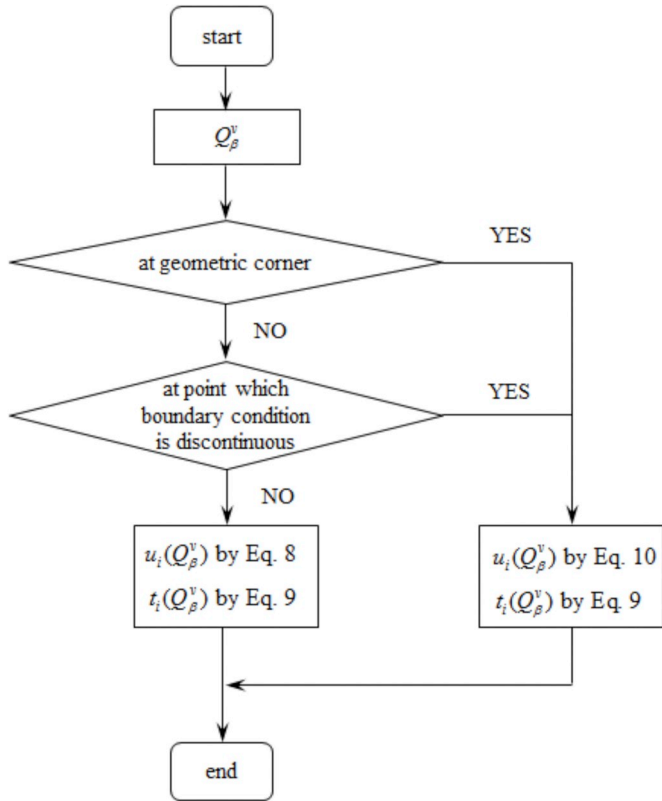 start
Q_β^v
at geometric corner
YES
NO
at point which
boundary condition
is discontinuous
YES
NO
u_i(Q_β^v) by Eq. 8
t_i(Q_β^v) by Eq. 9
u_i(Q_β^v) by Eq. 10
t_i(Q_β^v) by Eq. 9
end